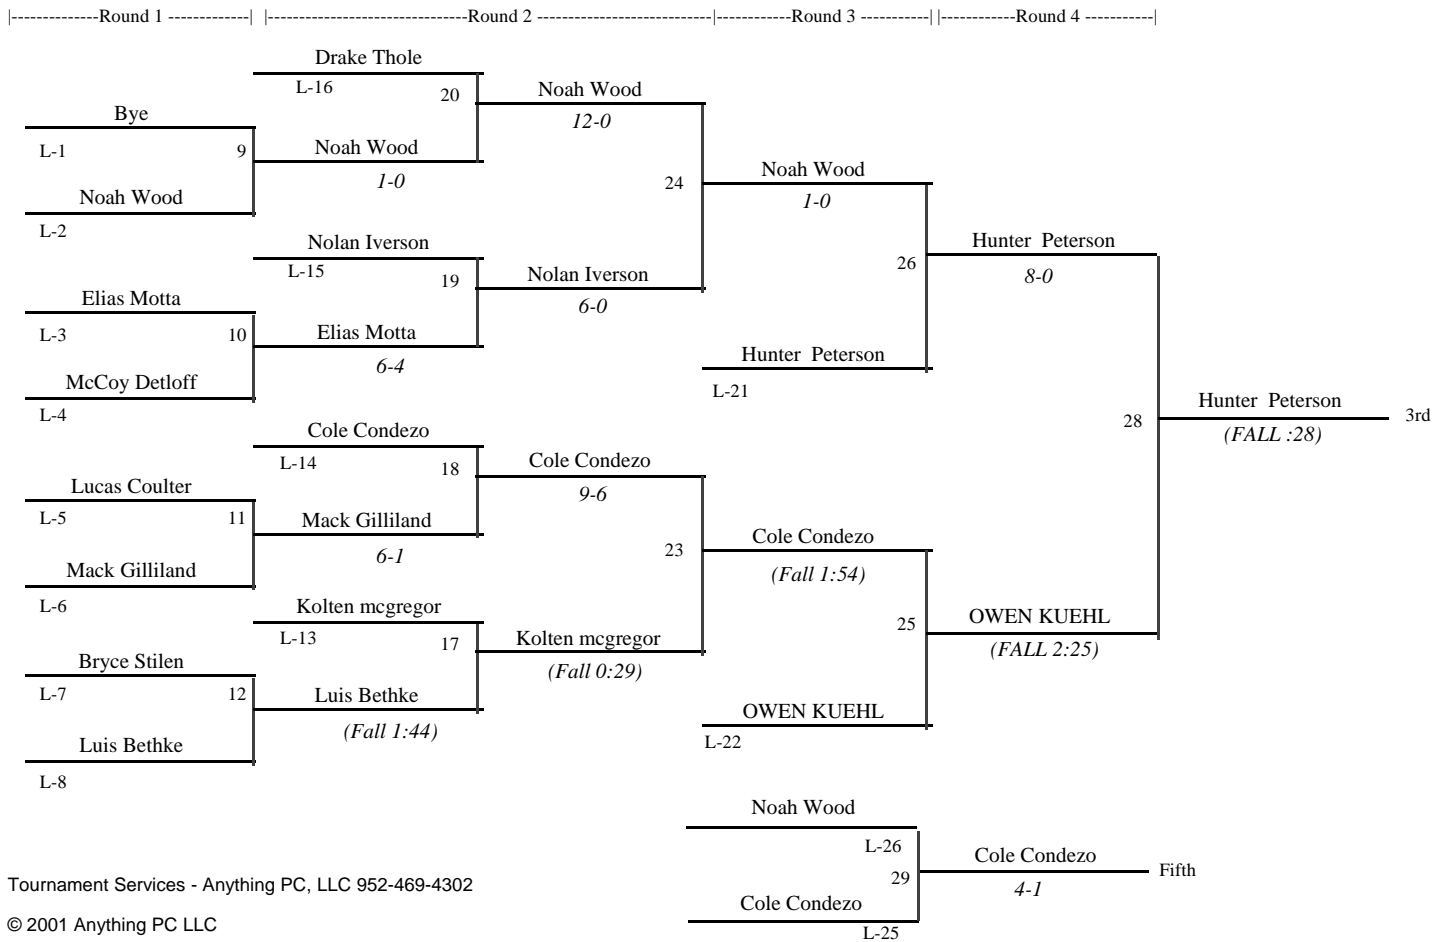 |--------------Round 1 -------------| |--------------------------------Round 2 ----------------------------|------------Round 3 -----------| |------------Round 4 -----------|
Drake Thole
L-16
20
Noah Wood
12-0
Bye
L-1
9
Noah Wood
1-0
Noah Wood
L-2
24
Noah Wood
1-0
Nolan Iverson
L-15
19
Nolan Iverson
6-0
Elias Motta
L-3
10
Elias Motta
6-4
McCoy Detloff
L-4
26
Hunter Peterson
8-0
Hunter Peterson
L-21
28
Hunter Peterson
3rd
(FALL :28)
Cole Condezo
L-14
18
Cole Condezo
9-6
Lucas Coulter
L-5
11
Mack Gilliland
6-1
Mack Gilliland
L-6
23
Cole Condezo
(Fall 1:54)
Kolten mcgregor
L-13
17
Kolten mcgregor
(Fall 0:29)
Bryce Stilen
L-7
12
Luis Bethke
(Fall 1:44)
Luis Bethke
L-8
25
OWEN KUEHL
(FALL 2:25)
OWEN KUEHL
L-22
Noah Wood
L-26
29
Cole Condezo
Fifth
4-1
Cole Condezo
L-25
Tournament Services - Anything PC, LLC 952-469-4302
© 2001 Anything PC LLC